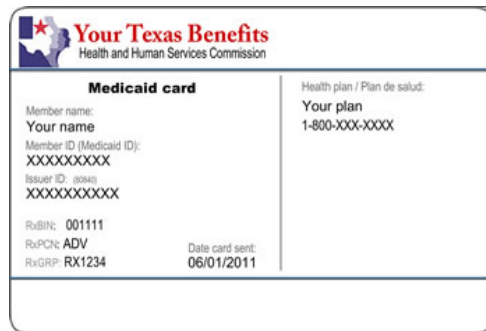 Your Texas Benefits
Health and Human Services Commission
Medicaid card
Member name:
Your name
Member ID (Medicaid ID):
XXXXXXXXX
Issuer ID: (80840)
XXXXXXXXXX
RxBIN: 001111
RxPCN: ADV
RxGRP: RX1234
Date card sent:
06/01/2011
Health plan / Plan de salud:
Your plan
1-800-XXX-XXXX